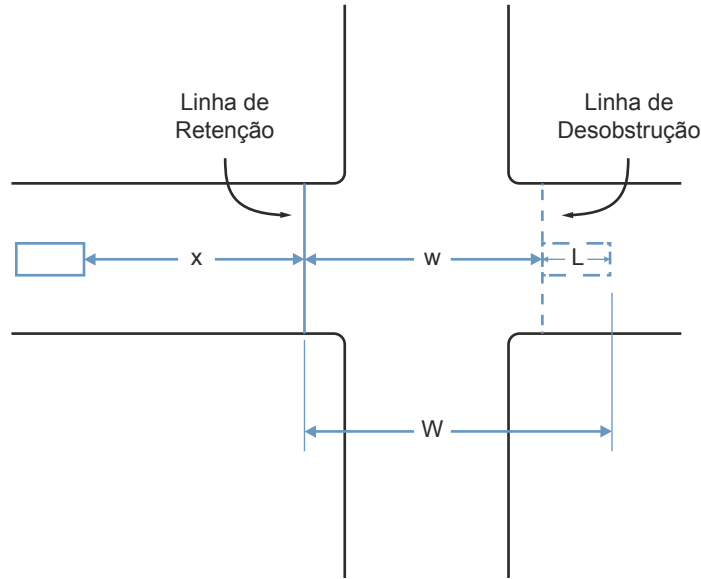 Linha de
Retenção
Linha de
Desobstrução
x
w
L
W